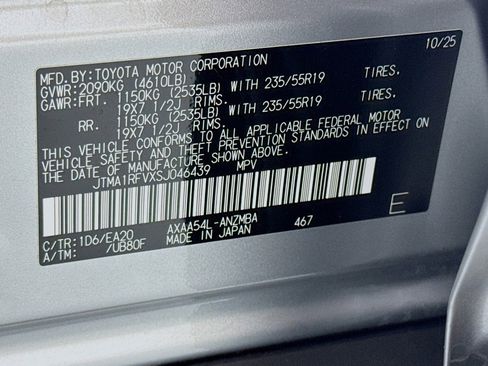 MFD.BY:TOYOTA MOTOR CORPORATION 10/25
GVWR:2090KG (4610LB)
GAWR:FRT. 1150KG (2535LB) WITH 235/55R19 TIRES.
19X7 1/2J RIMS.
RR. 1150KG (2535LB) WITH 235/55R19 TIRES.
19X7 1/2J RIMS.
THIS VEHICLE CONFORMS TO ALL APPLICABLE FEDERAL MOTOR
VEHICLE SAFETY AND THEFT PREVENTION STANDARDS IN EFFECT ON
THE DATE OF MANUFACTURE SHOWN ABOVE.
JTMA1RFVXSJ046439 MPV
E
C/TR:1D6/EA20 AXAA54L-ANZMBA 467
A/TM: /UB80F MADE IN JAPAN